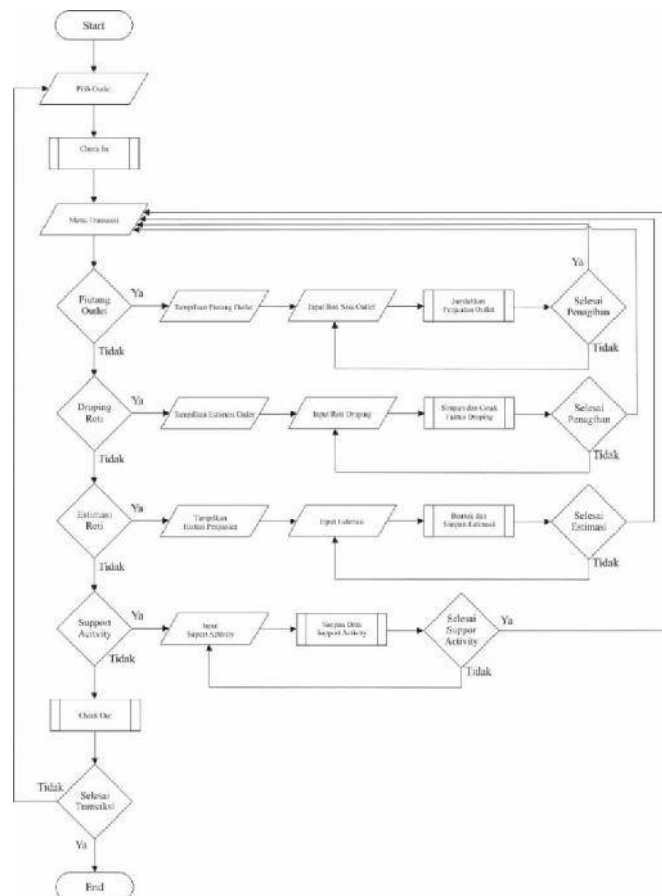 Start
Pilih Outlet
Check In
Menu Transaksi
Piutang
Outlet
Ya
Tampilkan Piutang Outlet
Input Roti Sisa Outlet
Jumlahkan
Penjualan Outlet
Ya
Selesai
Penagihan
Tidak
Tidak
Droping
Roti
Ya
Tampilkan Estimasi Order
Input Roti Droping
Simpan dan Cetak
Faktur Droping
Selesai
Penagihan
Tidak
Tidak
Estimasi
Roti
Ya
Tampilkan
Histori Penjualan
Input Estimasi
Bentuk dan
Simpan Estimasi
Selesai
Estimasi
Tidak
Tidak
Support
Acitvity
Ya
Input
Suport Activity
Simpan Data
Support Activity
Selesai
Suppor
Activity
Ya
Tidak
Tidak
Check Out
Tidak
Selesai
Transaksi
Ya
End